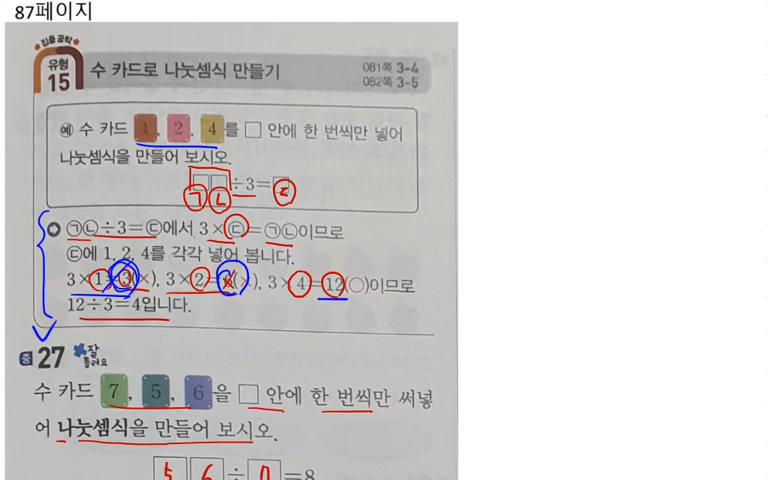 87페이지
집중 공략
유형
15
수 카드로 나눗셈식 만들기
081쪽 3-4
082쪽 3-5
예 수 카드 1, 2, 4를 □ 안에 한 번씩만 넣어
나눗셈식을 만들어 보시오.
□□÷3=□
ㄱ ㄴ ㄷ
㉠㉡÷3=㉢에서 3×㉢=㉠㉡이므로
㉢에 1, 2, 4를 각각 넣어 봅니다.
3×1=3(×), 3×2=6(×), 3×4=12(○)이므로
12÷3=4입니다.
중 27 잘 틀려요
수 카드 7, 5, 6을 □ 안에 한 번씩만 써넣
어 나눗셈식을 만들어 보시오.
5 6 ÷ 7 =8